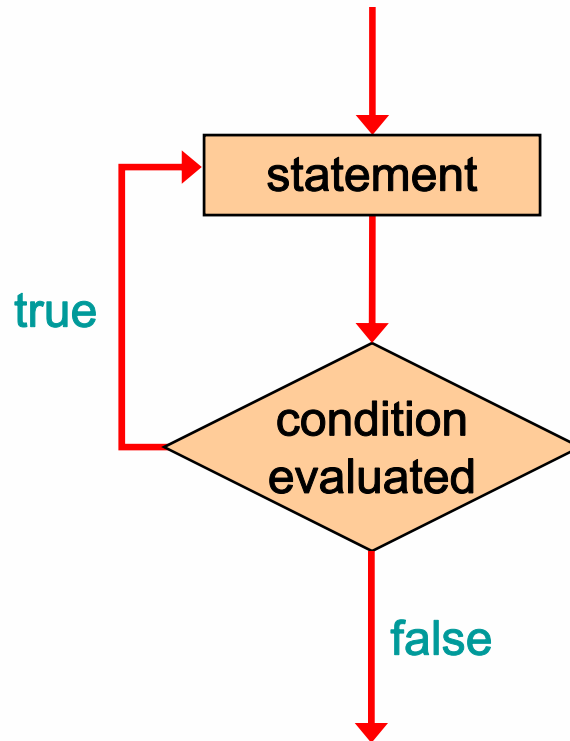 statement
true
condition
evaluated
false